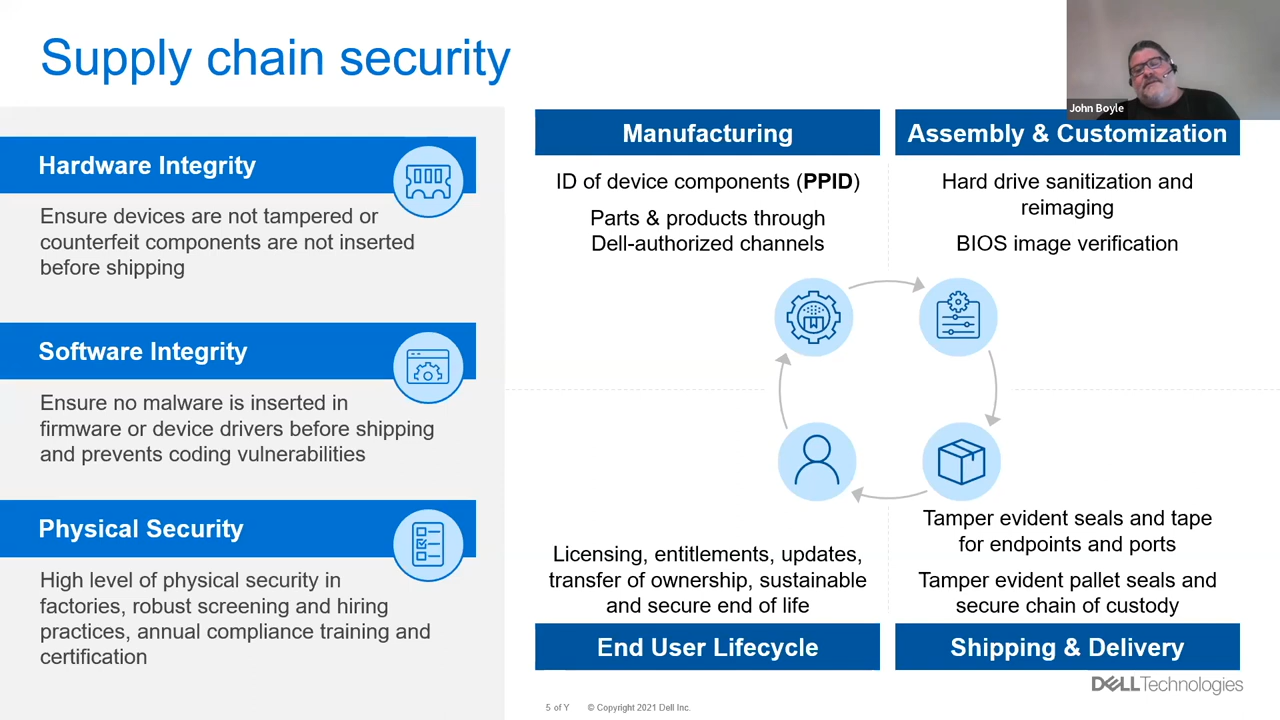 Supply chain security
John Boyle
Hardware Integrity
Ensure devices are not tampered or
counterfeit components are not inserted
before shipping
Software Integrity
Ensure no malware is inserted in
firmware or device drivers before shipping
and prevents coding vulnerabilities
Physical Security
High level of physical security in
factories, robust screening and hiring
practices, annual compliance training and
certification
Manufacturing
ID of device components (PPID)
Parts & products through
Dell-authorized channels
Assembly & Customization
Hard drive sanitization and
reimaging
BIOS image verification
Licensing, entitlements, updates,
transfer of ownership, sustainable
and secure end of life
End User Lifecycle
Tamper evident seals and tape
for endpoints and ports
Tamper evident pallet seals and
secure chain of custody
Shipping & Delivery
5 of Y © Copyright 2021 Dell Inc.
DELLTechnologies